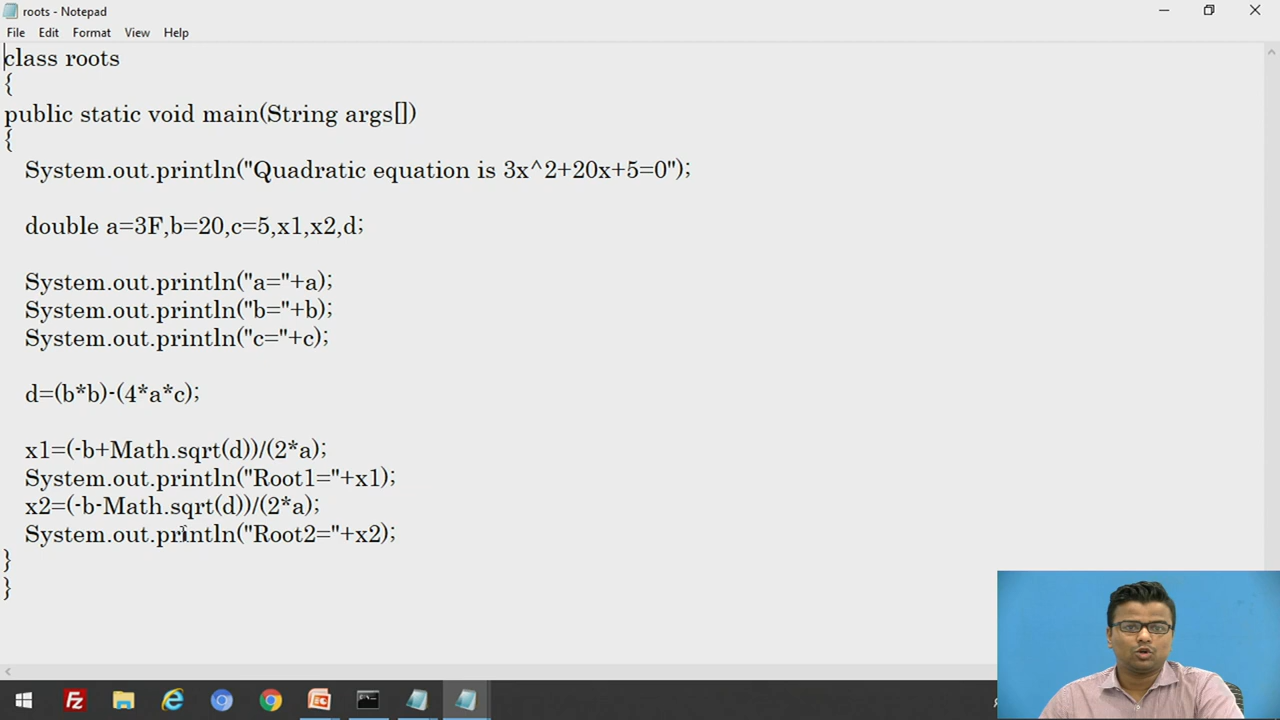 roots - Notepad
File Edit Format View Help
class roots
{
public static void main(String args[])
{
System.out.println("Quadratic equation is 3x^2+20x+5=0");
double a=3F,b=20,c=5,x1,x2,d;
System.out.println("a="+a);
System.out.println("b="+b);
System.out.println("c="+c);
d=(b*b)-(4*a*c);
x1=(-b+Math.sqrt(d))/(2*a);
System.out.println("Root1="+x1);
x2=(-b-Math.sqrt(d))/(2*a);
System.out.println("Root2="+x2);
}
}
Fz